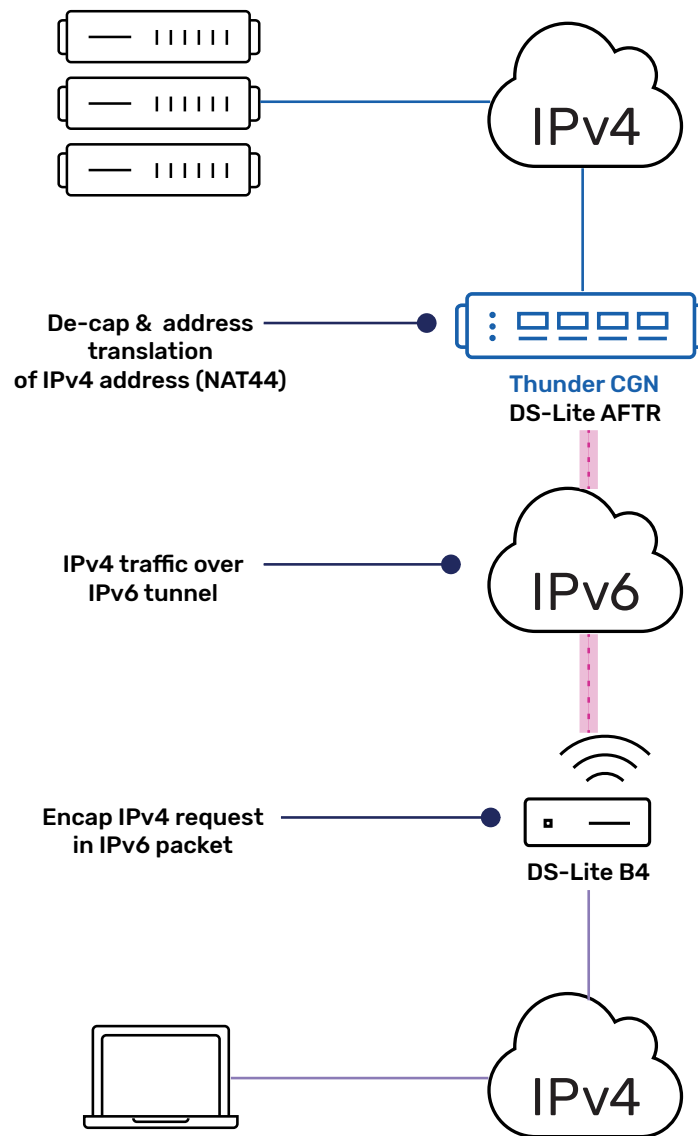 IPv4
De-cap & address
translation
of IPv4 address (NAT44)
Thunder CGN
DS-Lite AFTR
IPv4 traffic over
IPv6 tunnel
IPv6
Encap IPv4 request
in IPv6 packet
DS-Lite B4
IPv4